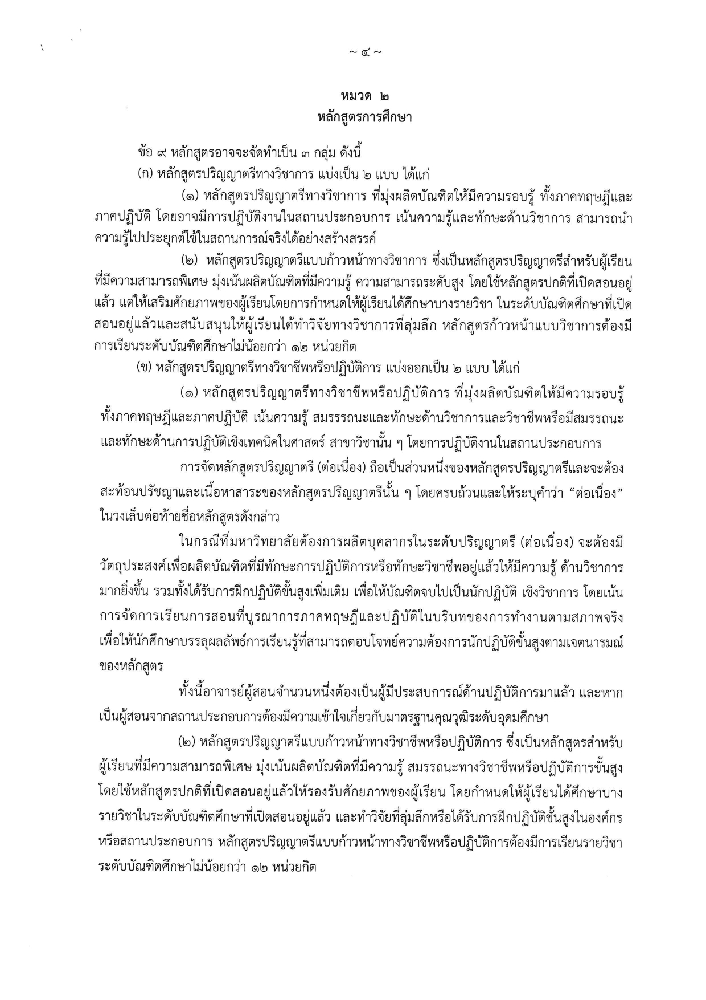 ~ ๔ ~
หมวด ๒
หลักสูตรการศึกษา
ข้อ ๙ หลักสูตรอาจจะจัดทำเป็น ๓ กลุ่ม ดังนี้
(ก) หลักสูตรปริญญาตรีทางวิชาการ แบ่งเป็น ๒ แบบ ได้แก่
(๑) หลักสูตรปริญญาตรีทางวิชาการ ที่มุ่งผลิตบัณฑิตให้มีความรอบรู้ ทั้งภาคทฤษฎีและ
ภาคปฏิบัติ โดยอาจมีการปฏิบัติงานในสถานประกอบการ เน้นความรู้และทักษะด้านวิชาการ สามารถนำ
ความรู้ไปประยุกต์ใช้ในสถานการณ์จริงได้อย่างสร้างสรรค์
(๒) หลักสูตรปริญญาตรีแบบก้าวหน้าทางวิชาการ ซึ่งเป็นหลักสูตรปริญญาตรีสำหรับผู้เรียน
ที่มีความสามารถพิเศษ มุ่งเน้นผลิตบัณฑิตที่มีความรู้ ความสามารถระดับสูง โดยใช้หลักสูตรปกติที่เปิดสอนอยู่
แล้ว แต่ให้เสริมศักยภาพของผู้เรียนโดยการกำหนดให้ผู้เรียนได้ศึกษาบางรายวิชา ในระดับบัณฑิตศึกษาที่เปิด
สอนอยู่แล้วและสนับสนุนให้ผู้เรียนได้ทำวิจัยทางวิชาการที่ลุ่มลึก หลักสูตรก้าวหน้าแบบวิชาการต้องมี
การเรียนระดับบัณฑิตศึกษาไม่น้อยกว่า ๑๒ หน่วยกิต
(ข) หลักสูตรปริญญาตรีทางวิชาชีพหรือปฏิบัติการ แบ่งออกเป็น ๒ แบบ ได้แก่
(๑) หลักสูตรปริญญาตรีทางวิชาชีพหรือปฏิบัติการ ที่มุ่งผลิตบัณฑิตให้มีความรอบรู้
ทั้งภาคทฤษฎีและภาคปฏิบัติ เน้นความรู้ สมรรรถนะและทักษะด้านวิชาการและวิชาชีพหรือมีสมรรถนะ
และทักษะด้านการปฏิบัติเชิงเทคนิคในศาสตร์ สาขาวิชานั้น ๆ โดยการปฏิบัติงานในสถานประกอบการ
การจัดหลักสูตรปริญญาตรี (ต่อเนื่อง) ถือเป็นส่วนหนึ่งของหลักสูตรปริญญาตรีและจะต้อง
สะท้อนปรัชญาและเนื้อหาสาระของหลักสูตรปริญญาตรีนั้น ๆ โดยครบถ้วนและให้ระบุคำว่า “ต่อเนื่อง”
ในวงเล็บต่อท้ายชื่อหลักสูตรดังกล่าว
ในกรณีที่มหาวิทยาลัยต้องการผลิตบุคลากรในระดับปริญญาตรี (ต่อเนื่อง) จะต้องมี
วัตถุประสงค์เพื่อผลิตบัณฑิตที่มีทักษะการปฏิบัติการหรือทักษะวิชาชีพอยู่แล้วให้มีความรู้ ด้านวิชาการ
มากยิ่งขึ้น รวมทั้งได้รับการฝึกปฏิบัติขั้นสูงเพิ่มเติม เพื่อให้บัณฑิตจบไปเป็นนักปฏิบัติ เชิงวิชาการ โดยเน้น
การจัดการเรียนการสอนที่บูรณาการภาคทฤษฎีและปฏิบัติในบริบทของการทำงานตามสภาพจริง
เพื่อให้นักศึกษาบรรลุผลลัพธ์การเรียนรู้ที่สามารถตอบโจทย์ความต้องการนักปฏิบัติขั้นสูงตามเจตนารมณ์
ของหลักสูตร
ทั้งนี้อาจารย์ผู้สอนจำนวนหนึ่งต้องเป็นผู้มีประสบการณ์ด้านปฏิบัติการมาแล้ว และหาก
เป็นผู้สอนจากสถานประกอบการต้องมีความเข้าใจเกี่ยวกับมาตรฐานคุณวุฒิระดับอุดมศึกษา
(๒) หลักสูตรปริญญาตรีแบบก้าวหน้าทางวิชาชีพหรือปฏิบัติการ ซึ่งเป็นหลักสูตรสำหรับ
ผู้เรียนที่มีความสามารถพิเศษ มุ่งเน้นผลิตบัณฑิตที่มีความรู้ สมรรถนะทางวิชาชีพหรือปฏิบัติการขั้นสูง
โดยใช้หลักสูตรปกติที่เปิดสอนอยู่แล้วให้รองรับศักยภาพของผู้เรียน โดยกำหนดให้ผู้เรียนได้ศึกษาบาง
รายวิชาในระดับบัณฑิตศึกษาที่เปิดสอนอยู่แล้ว และทำวิจัยที่ลุ่มลึกหรือได้รับการฝึกปฏิบัติขั้นสูงในองค์กร
หรือสถานประกอบการ หลักสูตรปริญญาตรีแบบก้าวหน้าทางวิชาชีพหรือปฏิบัติการต้องมีการเรียนรายวิชา
ระดับบัณฑิตศึกษาไม่น้อยกว่า ๑๒ หน่วยกิต